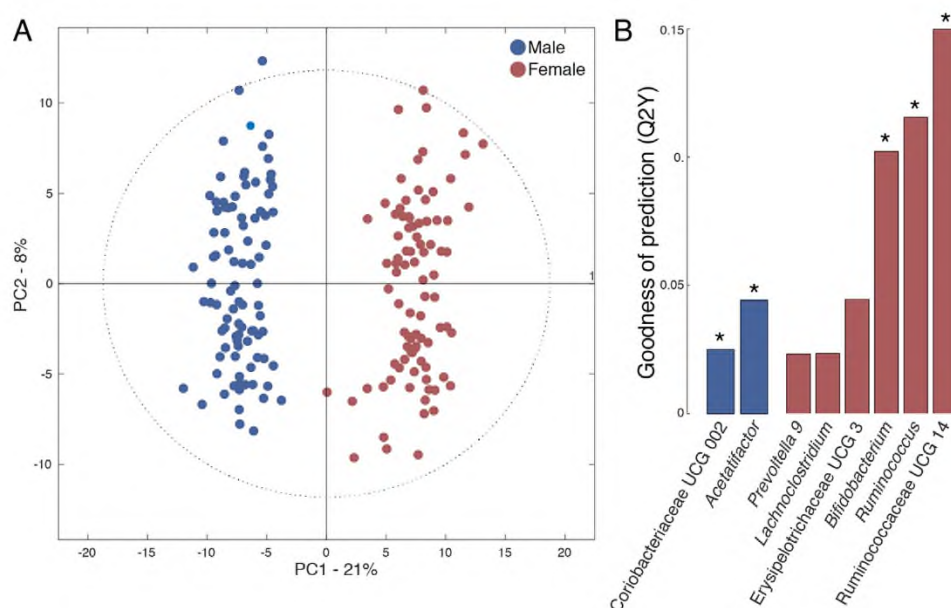 A
Male
Female
PC2 - 8%
10
5
0
-5
-10
-20
-15
-10
-5
0
5
10
15
20
1
PC1 - 21%
B
Goodness of prediction (Q2Y)
0.15
0.1
0.05
0
*
*
*
*
*
Coriobacteriaceae UCG 002
Acetatifactor
Prevoltella 9
Lachnoclostridium
Erysipelotrichaceae UCG 3
Bifidobacterium
Ruminococcus
Ruminococcaceae UCG 14